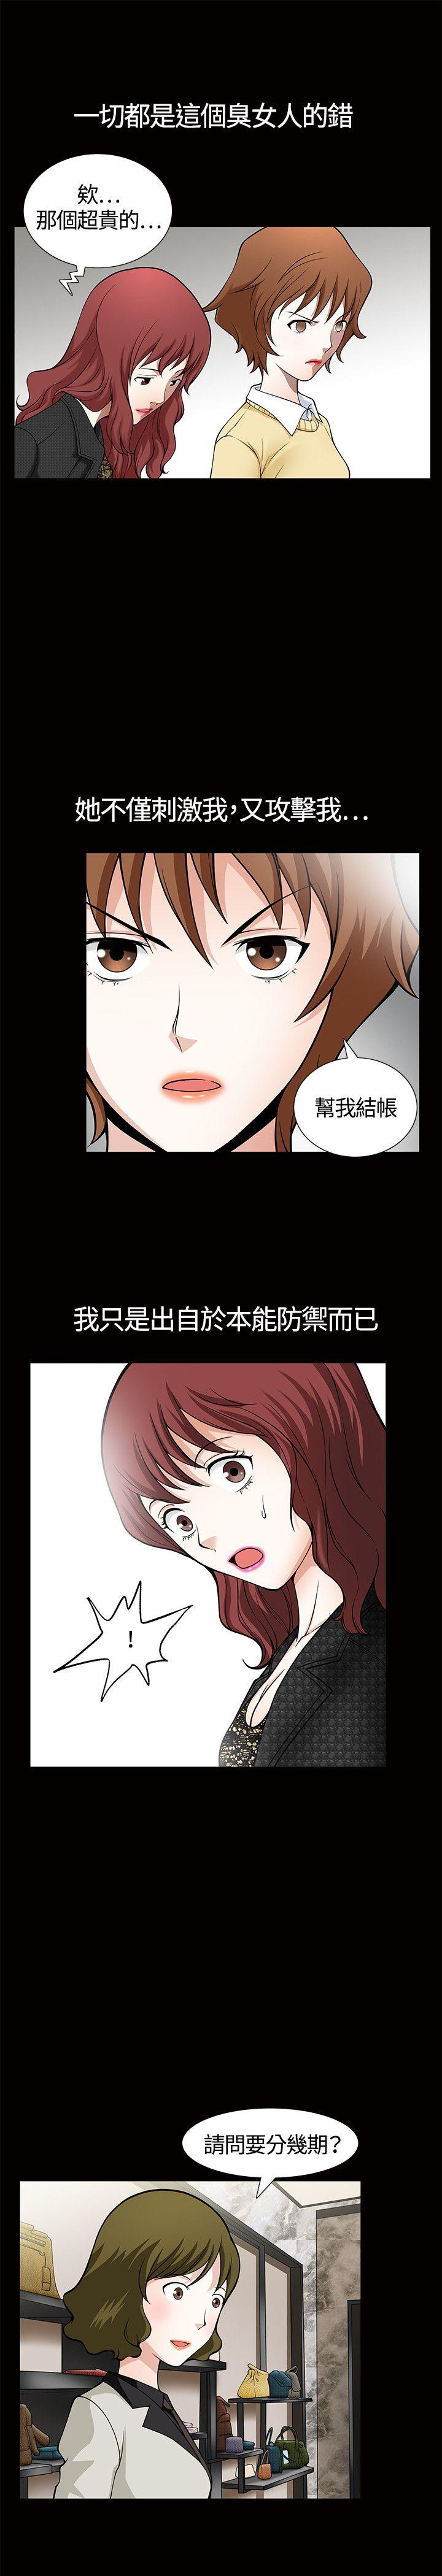 一切都是這個臭女人的錯
欸...
那個超貴的...
她不僅刺激我，又攻擊我...
幫我結帳
我只是出自於本能防禦而已
！
請問要分幾期？